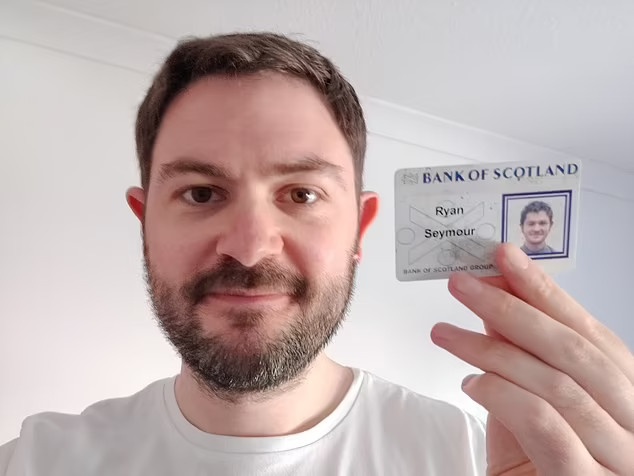 BANK OF SCOTLAND
Ryan
Seymour
BANK OF SCOTLAND GROUP